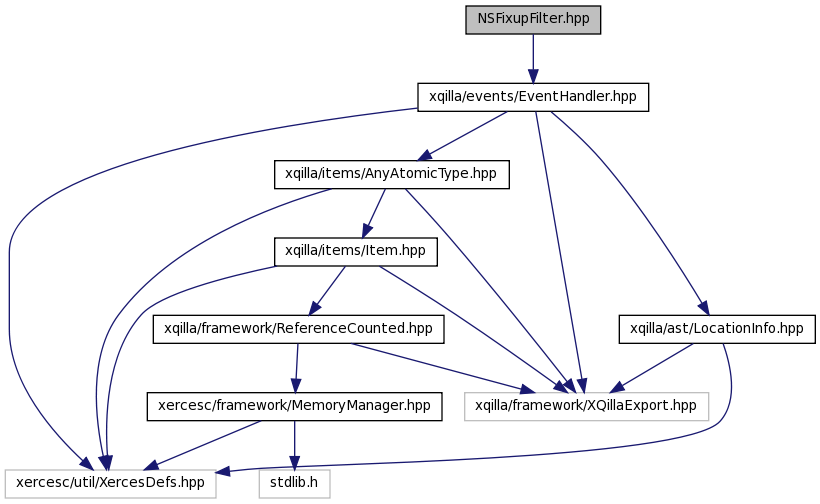 NSFixupFilter.hpp
xqilla/events/EventHandler.hpp
xqilla/items/AnyAtomicType.hpp
xqilla/items/Item.hpp
xqilla/framework/ReferenceCounted.hpp
xqilla/ast/LocationInfo.hpp
xercesc/framework/MemoryManager.hpp
xqilla/framework/XQillaExport.hpp
xercesc/util/XercesDefs.hpp
stdlib.h